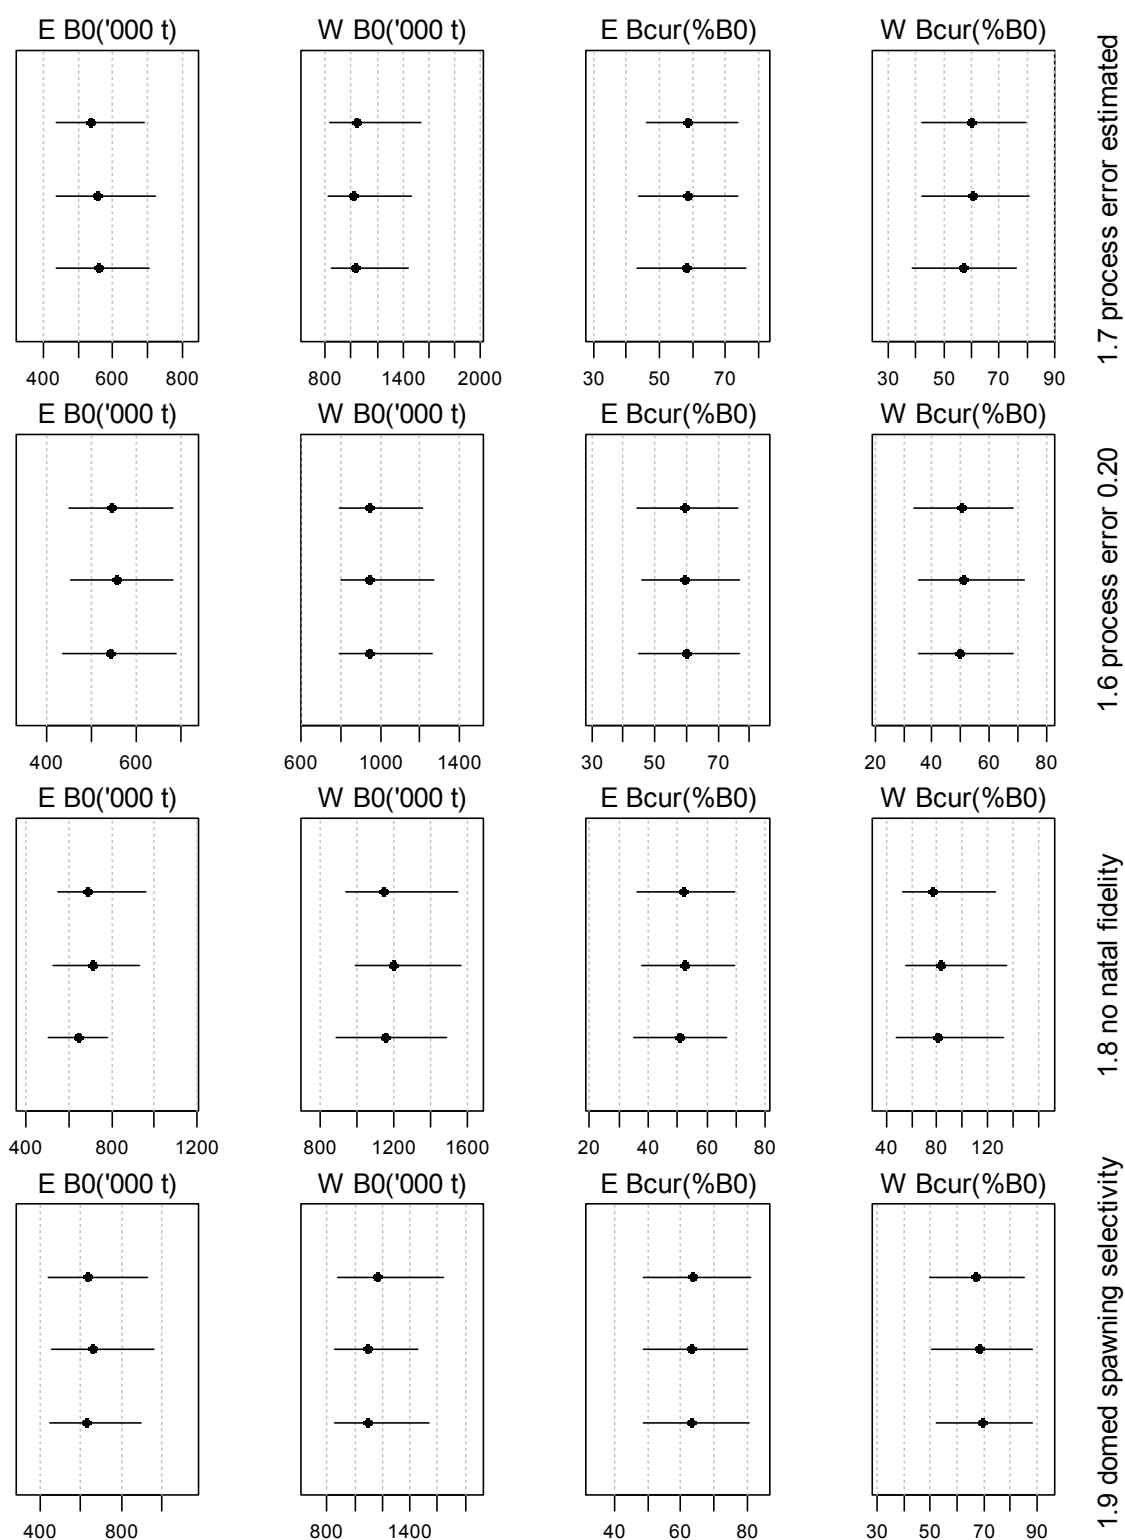 E B0('000 t) W B0('000 t) E Bcur(%B0) W Bcur(%B0)
1.7 process error estimated
400 600 800 800 1400 2000 30 50 70 30 50 70 90
E B0('000 t) W B0('000 t) E Bcur(%B0) W Bcur(%B0)
1.6 process error 0.20
400 600 600 1000 1400 30 50 70 20 40 60 80
E B0('000 t) W B0('000 t) E Bcur(%B0) W Bcur(%B0)
1.8 no natal fidelity
400 800 1200 800 1200 1600 20 40 60 80 40 80 120
E B0('000 t) W B0('000 t) E Bcur(%B0) W Bcur(%B0)
1.9 domed spawning selectivity
400 800 800 1400 40 60 80 30 50 70 90